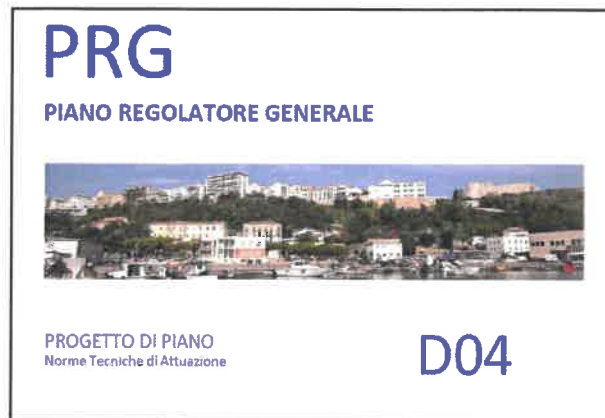 PRG
PIANO REGOLATORE GENERALE
PROGETTO DI PIANO
Norme Tecniche di Attuazione
D04